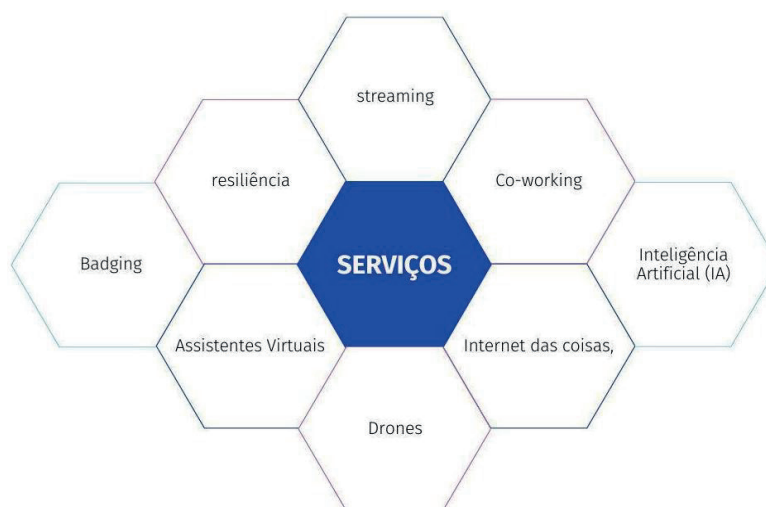 streaming
resiliência
Co-working
Badging
SERVIÇOS
Inteligência
Artificial (IA)
Assistentes Virtuais
Internet das coisas,
Drones